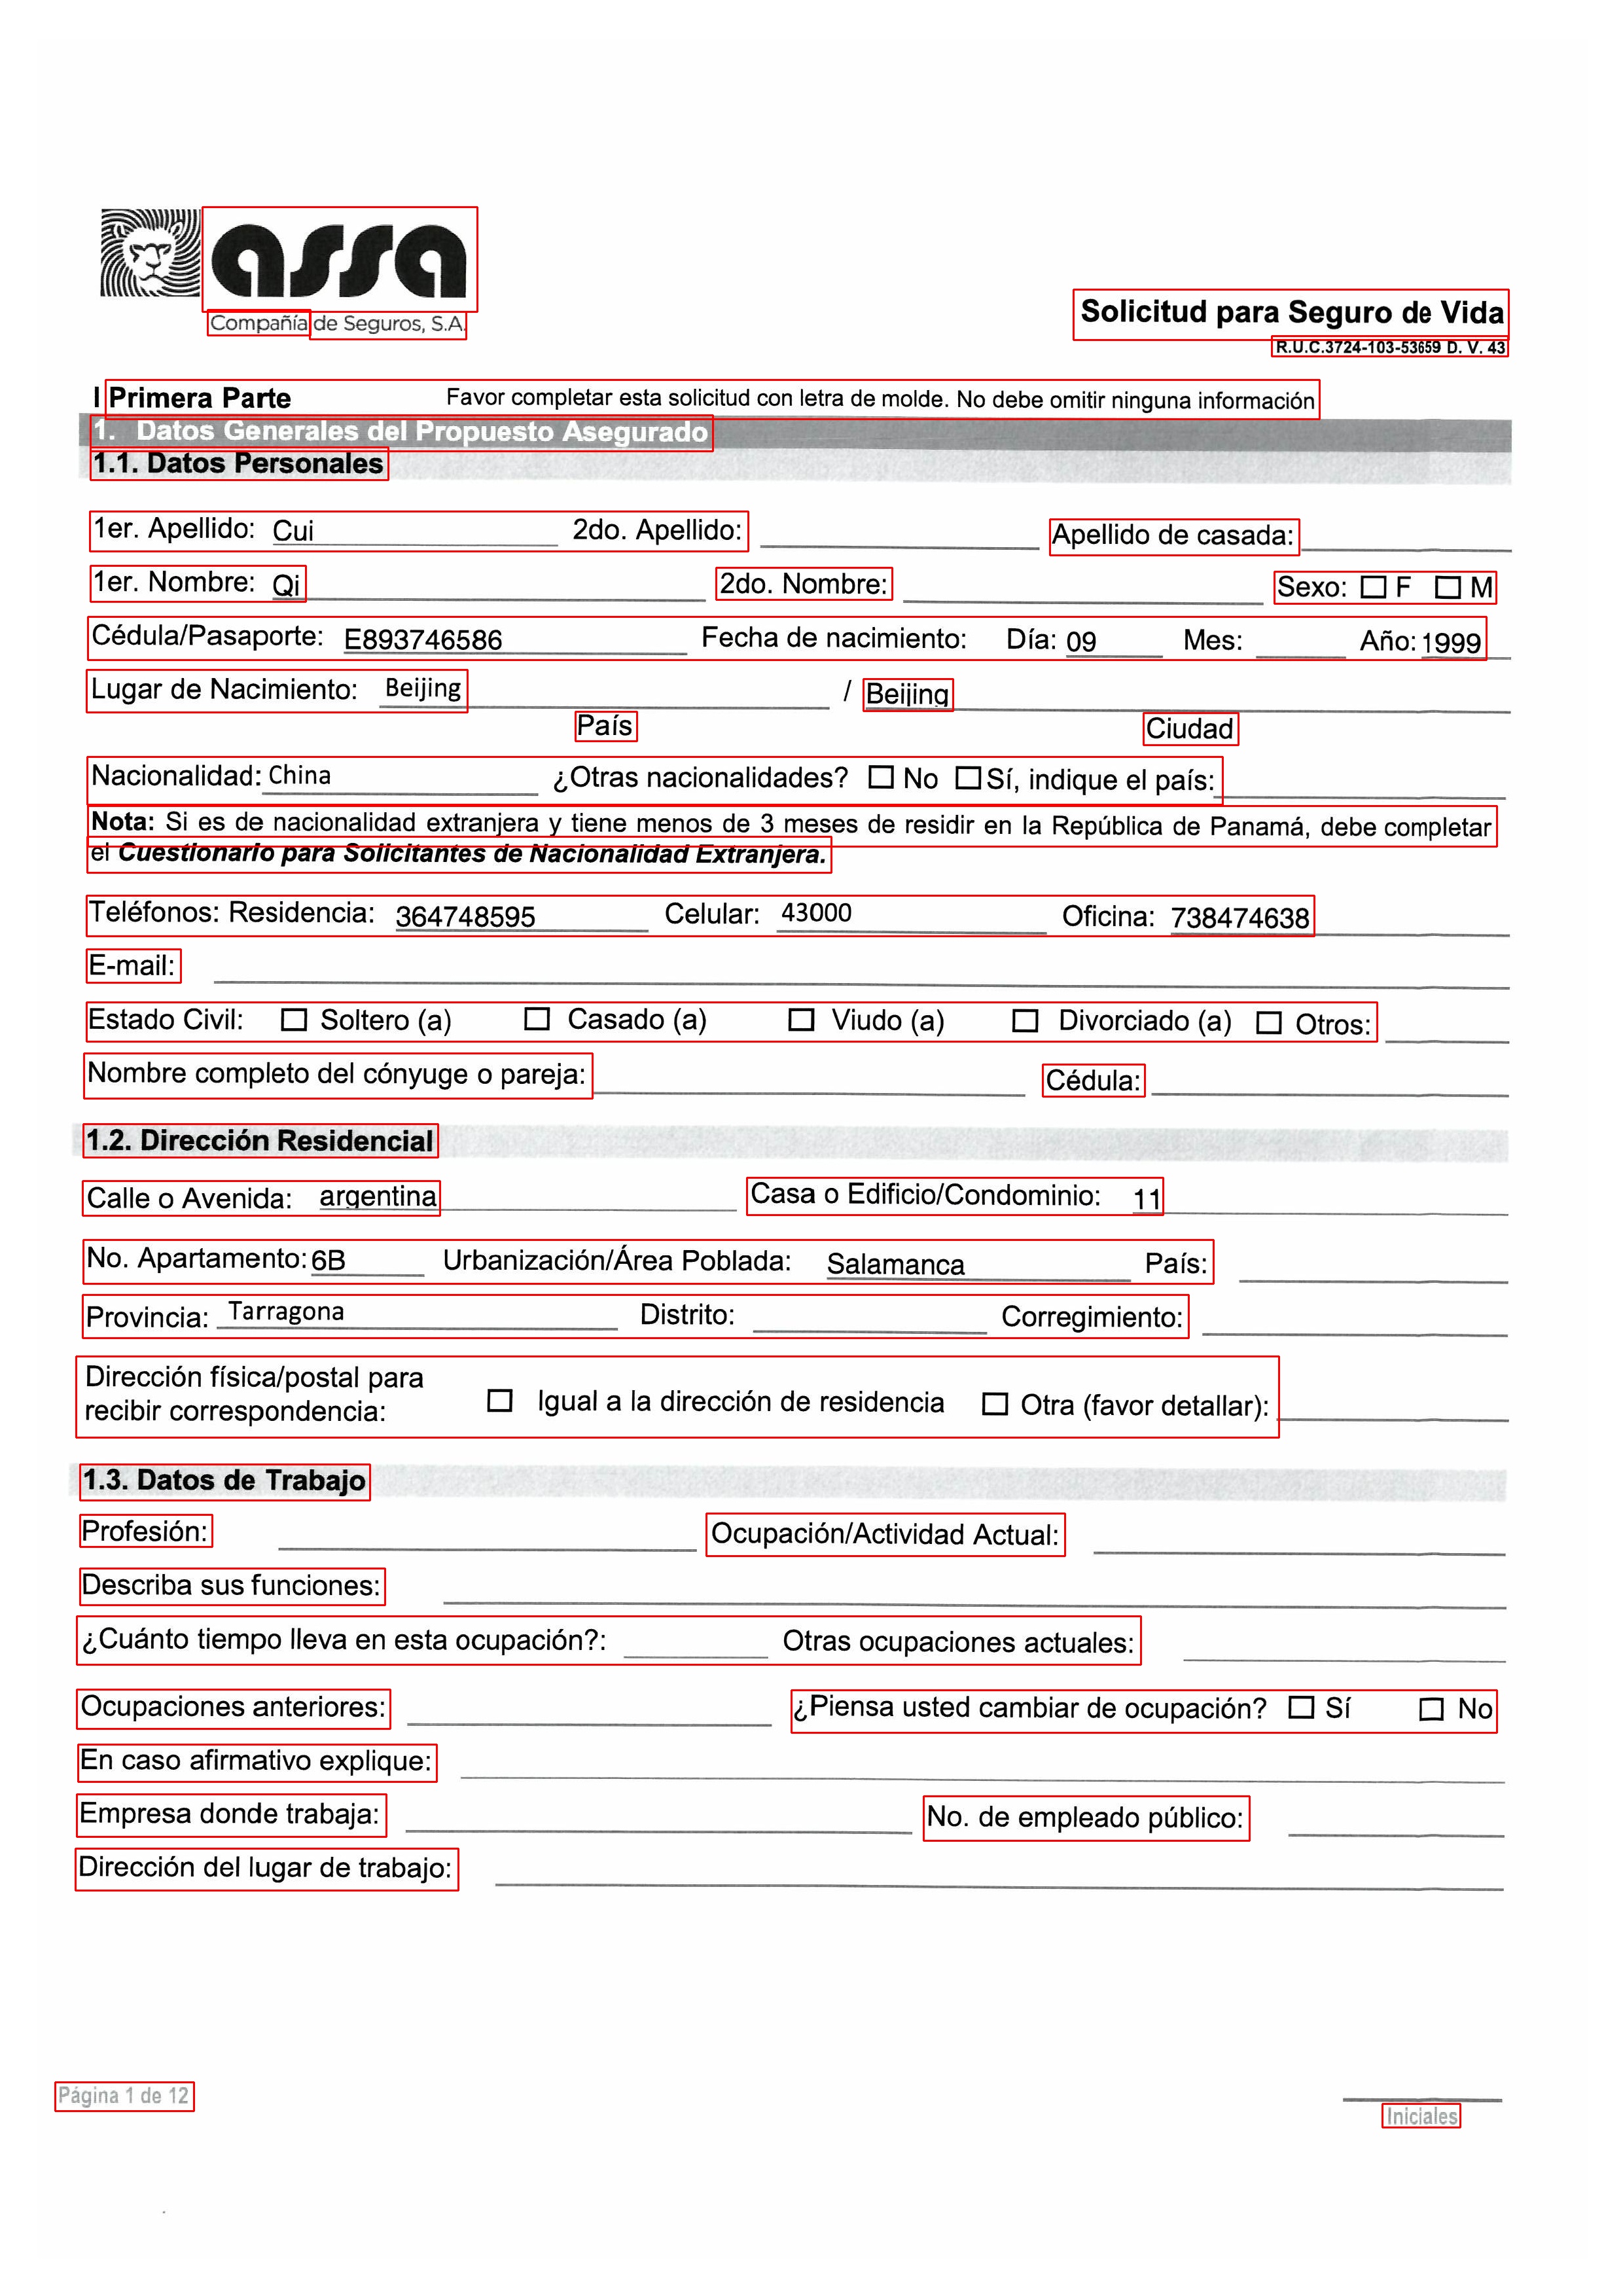 assa
Compañía de Seguros, S.A.
Solicitud para Seguro de Vida
R.U.C.3724-103-53659 D. V. 43
I Primera Parte Favor completar esta solicitud con letra de molde. No debe omitir ninguna información
1. Datos Generales del Propuesto Asegurado
1.1. Datos Personales
1er. Apellido: Cui 2do. Apellido: Apellido de casada:
1er. Nombre: Qi 2do. Nombre: Sexo: ☐ F ☐ M
Cédula/Pasaporte: E893746586 Fecha de nacimiento: Día: 09 Mes: Año: 1999
Lugar de Nacimiento: Beijing / Beijing
País Ciudad
Nacionalidad: China ¿Otras nacionalidades? ☐ No ☐ Sí, indique el país:
Nota: Si es de nacionalidad extranjera y tiene menos de 3 meses de residir en la República de Panamá, debe completar
el Cuestionario para Solicitantes de Nacionalidad Extranjera.
Teléfonos: Residencia: 364748595 Celular: 43000 Oficina: 738474638
E-mail:
Estado Civil: ☐ Soltero (a) ☐ Casado (a) ☐ Viudo (a) ☐ Divorciado (a) ☐ Otros:
Nombre completo del cónyuge o pareja: Cédula:
1.2. Dirección Residencial
Calle o Avenida: argentina Casa o Edificio/Condominio: 11
No. Apartamento: 6B Urbanización/Área Poblada: Salamanca País:
Provincia: Tarragona Distrito: Corregimiento:
Dirección física/postal para
recibir correspondencia: ☐ Igual a la dirección de residencia ☐ Otra (favor detallar):
1.3. Datos de Trabajo
Profesión: Ocupación/Actividad Actual:
Describa sus funciones:
¿Cuánto tiempo lleva en esta ocupación?: Otras ocupaciones actuales:
Ocupaciones anteriores: ¿Piensa usted cambiar de ocupación? ☐ Sí ☐ No
En caso afirmativo explique:
Empresa donde trabaja: No. de empleado público:
Dirección del lugar de trabajo:
Página 1 de 12
Iniciales